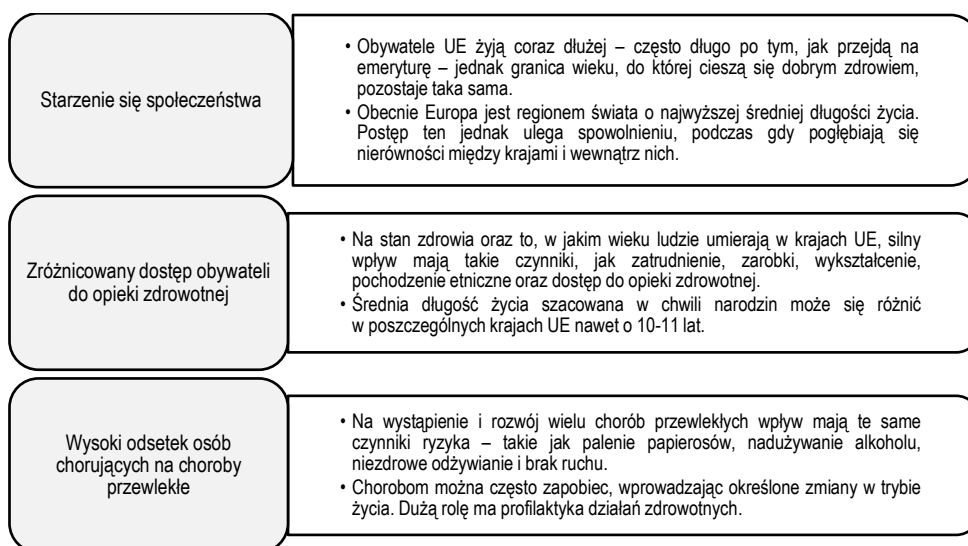 Starzenie się społeczeństwa
• Obywatele UE żyją coraz dłużej – często długo po tym, jak przejdą na
emeryturę – jednak granica wieku, do której cieszą się dobrym zdrowiem,
pozostaje taka sama.
• Obecnie Europa jest regionem świata o najwyższej średniej długości życia.
Postęp ten jednak ulega spowolnieniu, podczas gdy pogłębiają się
nierówności między krajami i wewnątrz nich.
Zróżnicowany dostęp obywateli
do opieki zdrowotnej
• Na stan zdrowia oraz to, w jakim wieku ludzie umierają w krajach UE, silny
wpływ mają takie czynniki, jak zatrudnienie, zarobki, wykształcenie,
pochodzenie etniczne oraz dostęp do opieki zdrowotnej.
• Średnia długość życia szacowana w chwili narodzin może się różnić
w poszczególnych krajach UE nawet o 10-11 lat.
Wysoki odsetek osób
chorujących na choroby
przewlekłe
• Na wystąpienie i rozwój wielu chorób przewlekłych wpływ mają te same
czynniki ryzyka – takie jak palenie papierosów, nadużywanie alkoholu,
niezdrowe odżywianie i brak ruchu.
• Chorobom można często zapobiec, wprowadzając określone zmiany w trybie
życia. Dużą rolę ma profilaktyka działań zdrowotnych.